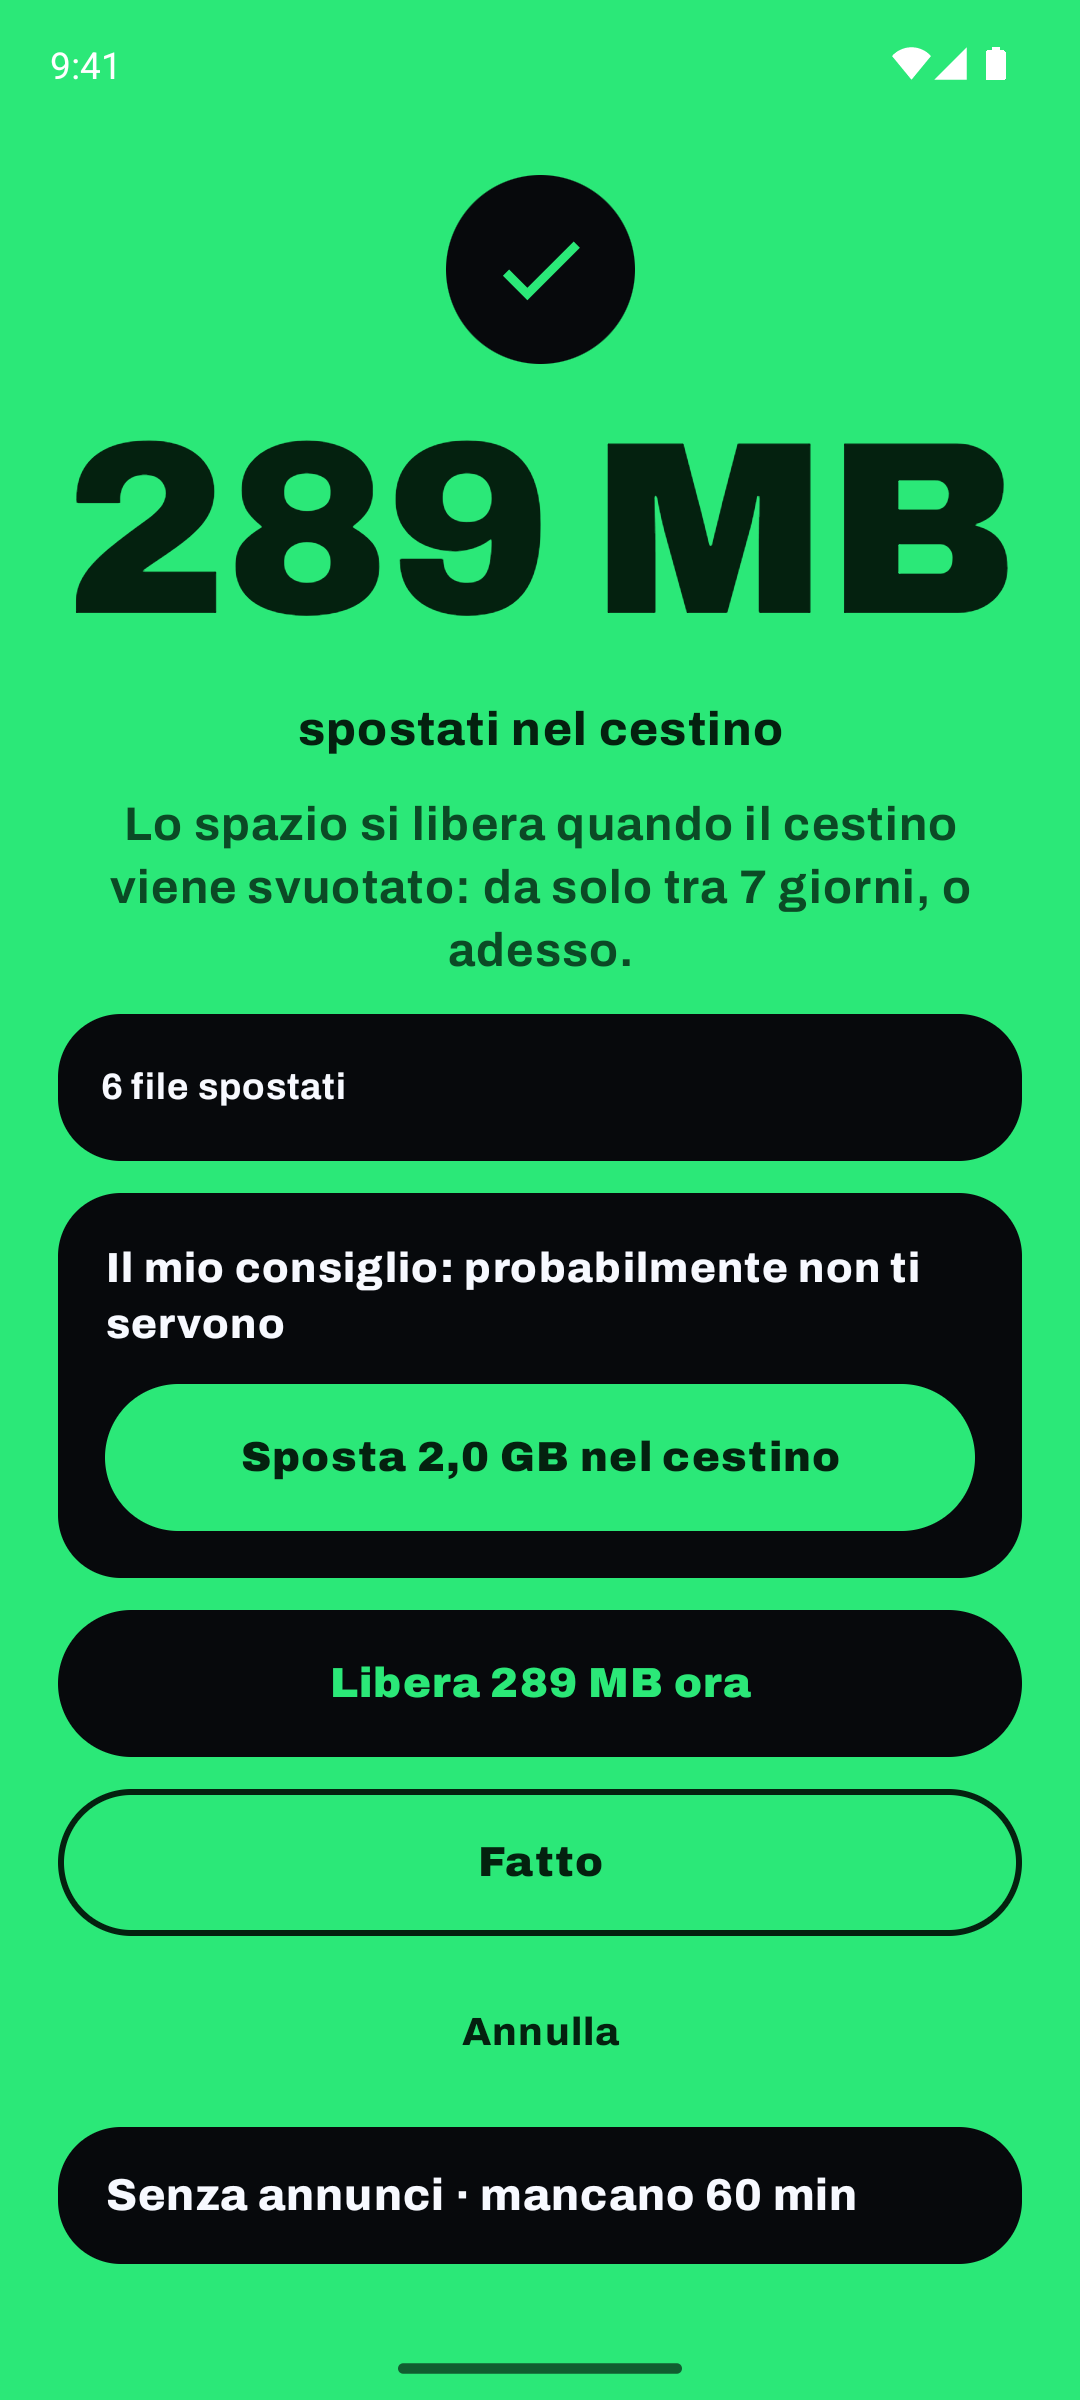 9:41
289 MB
spostati nel cestino
Lo spazio si libera quando il cestino
viene svuotato: da solo tra 7 giorni, o
adesso.
6 file spostati
Il mio consiglio: probabilmente non ti
servono
Sposta 2,0 GB nel cestino
Libera 289 MB ora
Fatto
Annulla
Senza annunci · mancano 60 min